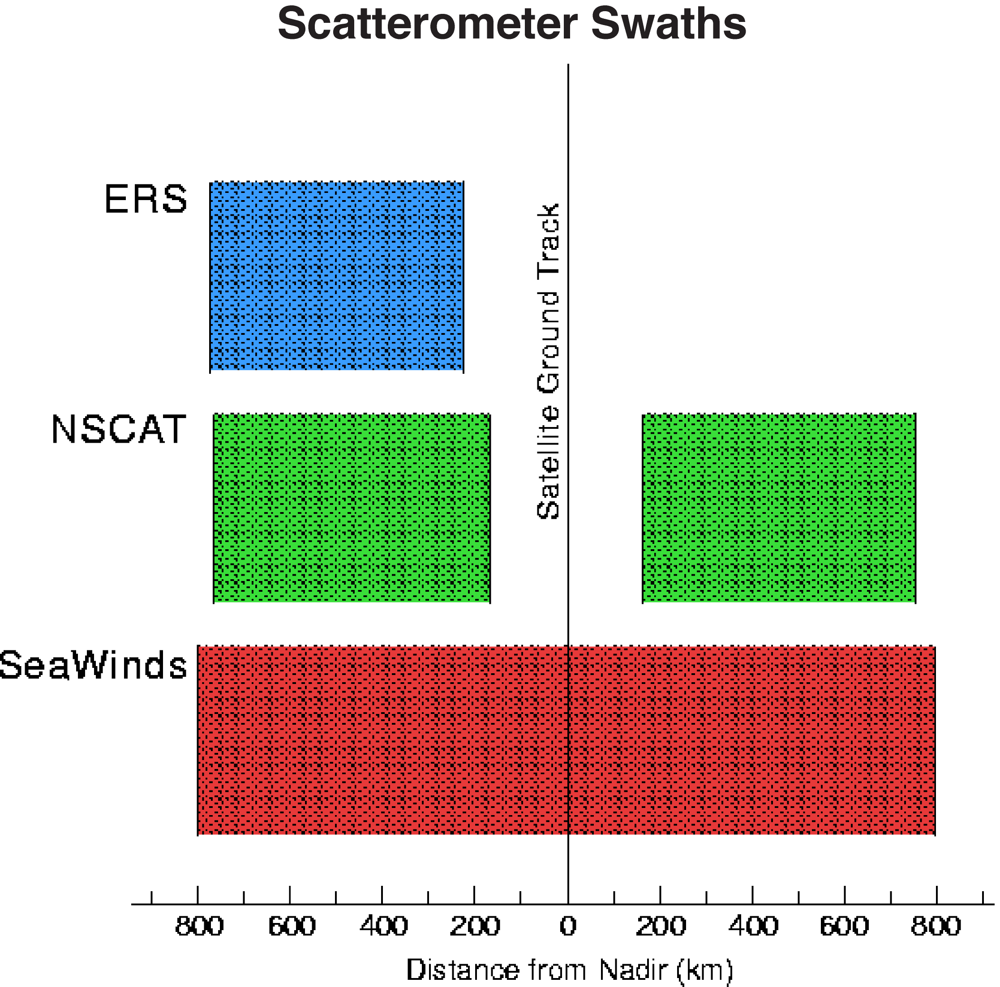 Scatterometer Swaths
ERS
Satellite Ground Track
NSCAT
SeaWinds
800 600 400 200 0 200 400 600 800
Distance from Nadir (km)